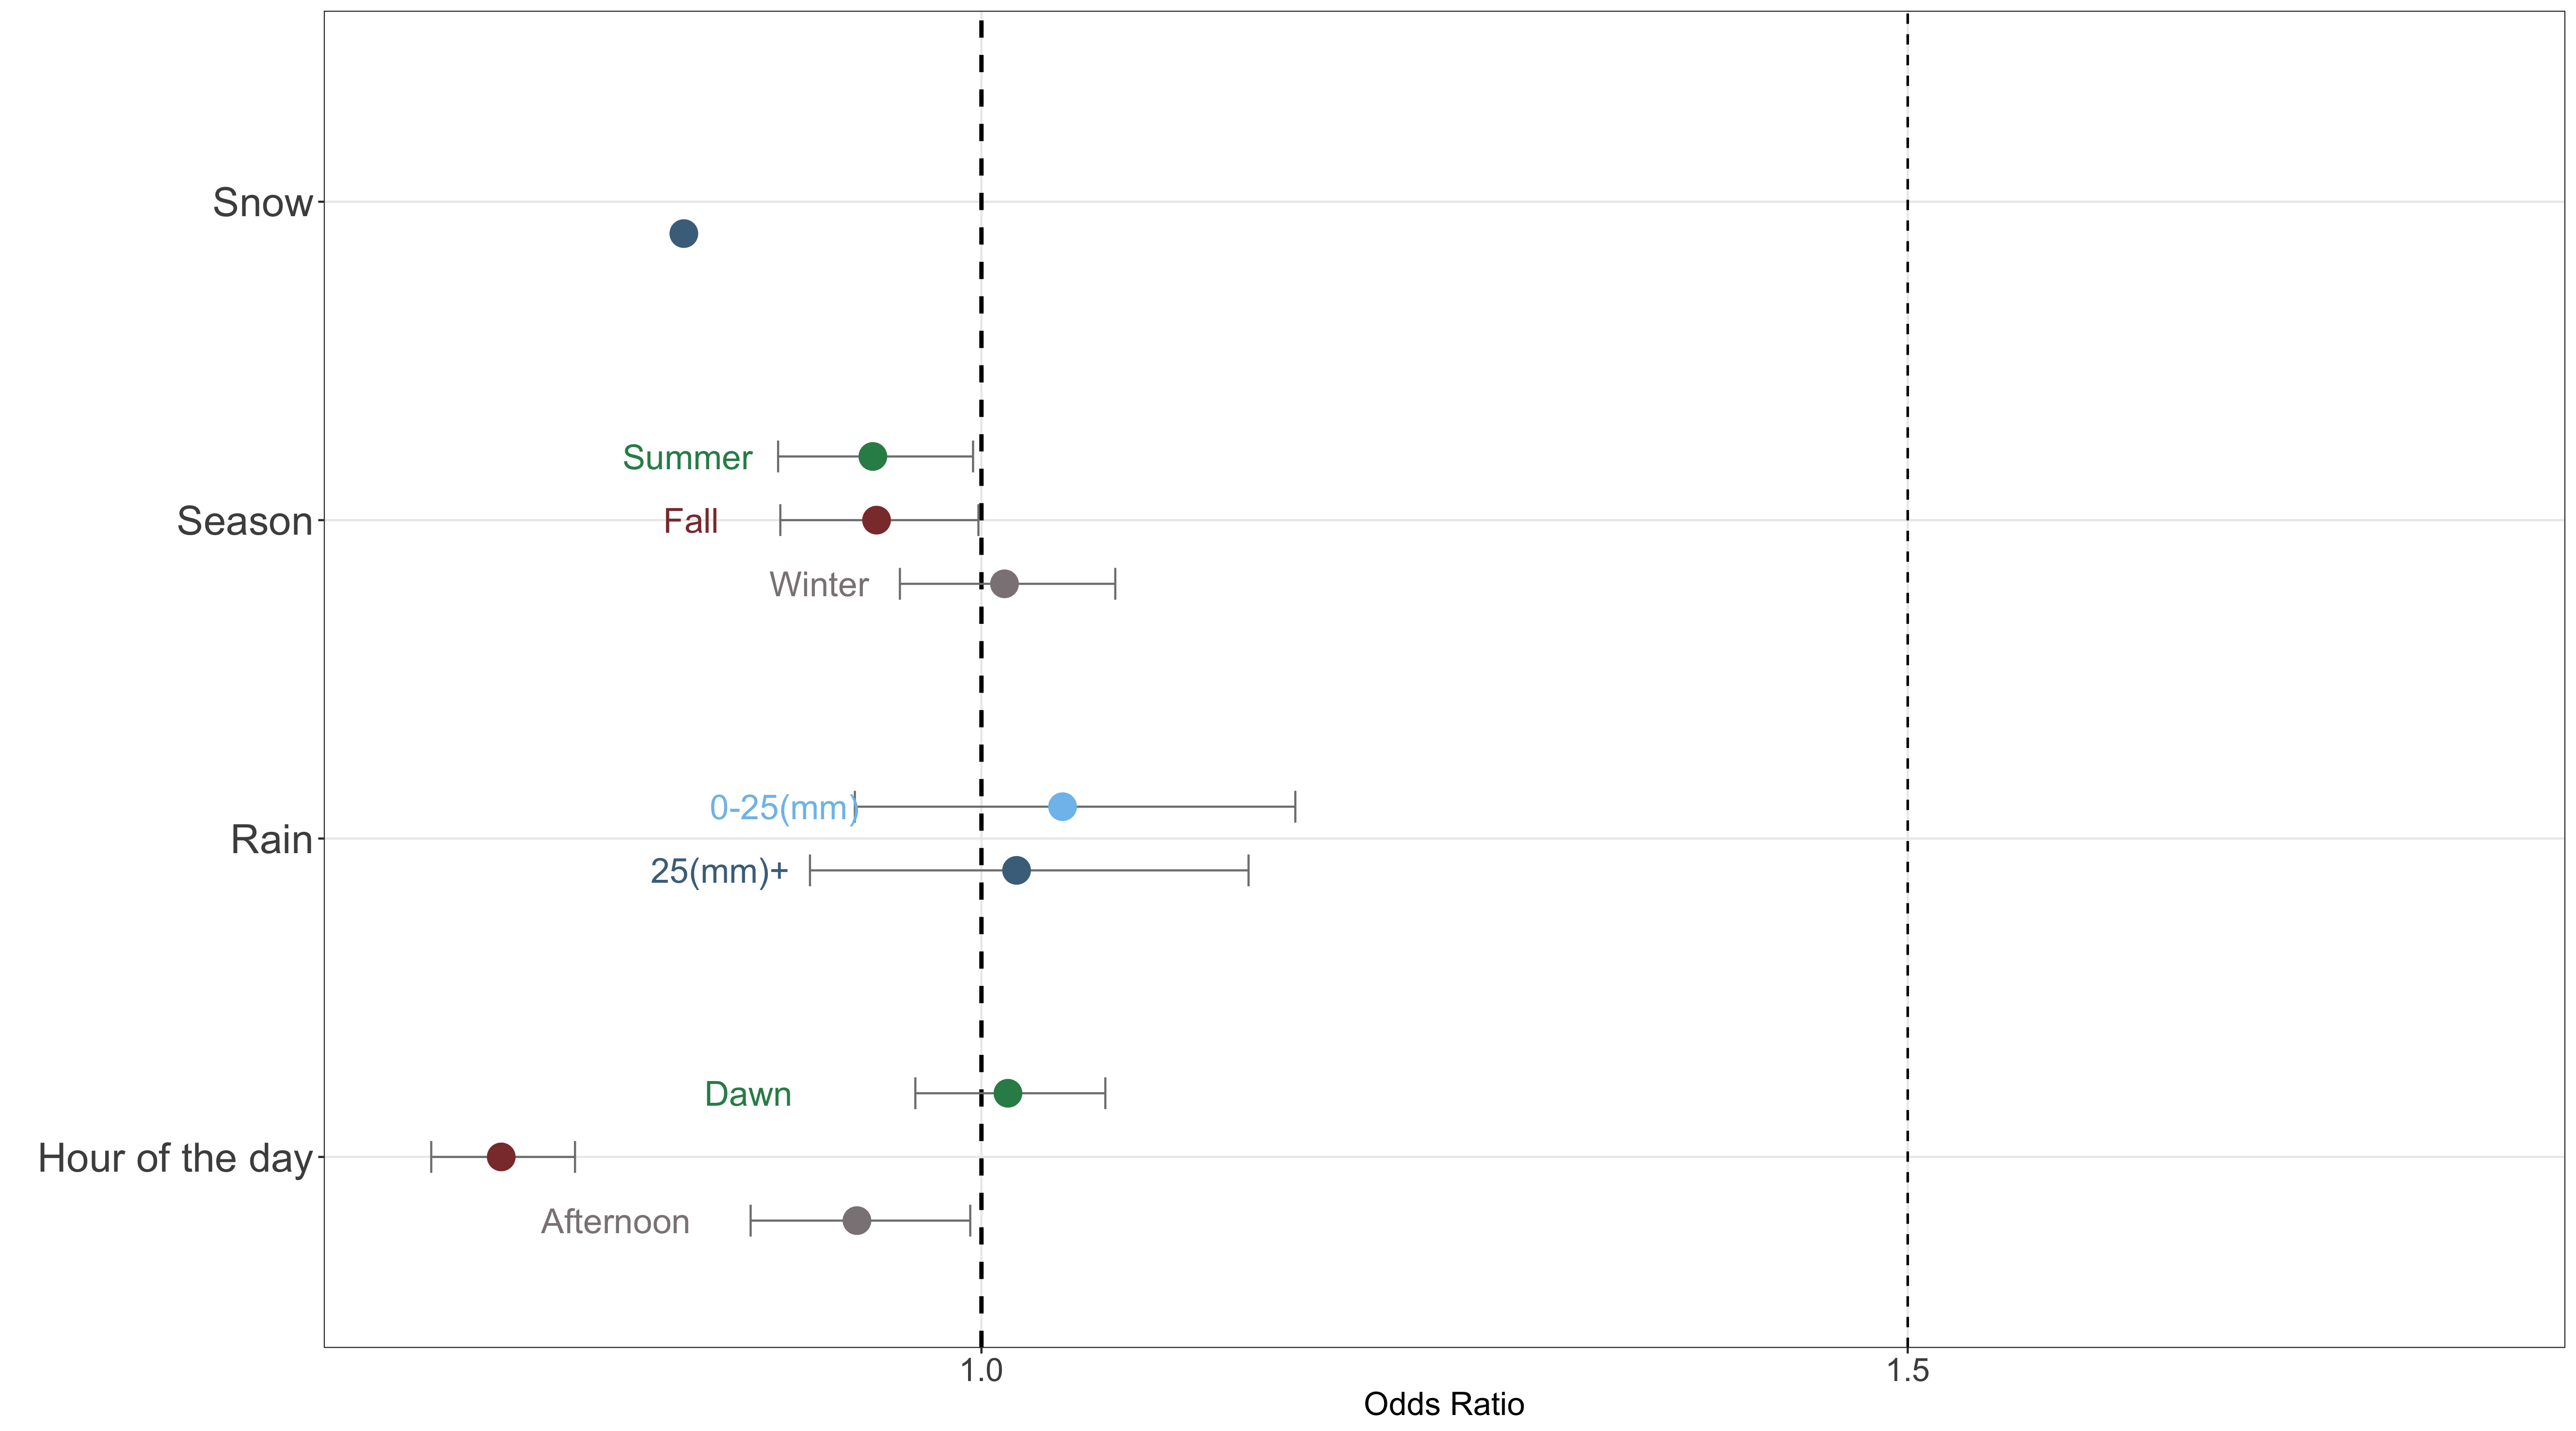 Snow
Summer
Season
Fall
Winter
0-25(mm)
Rain
25(mm)+
Dawn
Hour of the day
Afternoon
1.0
1.5
Odds Ratio